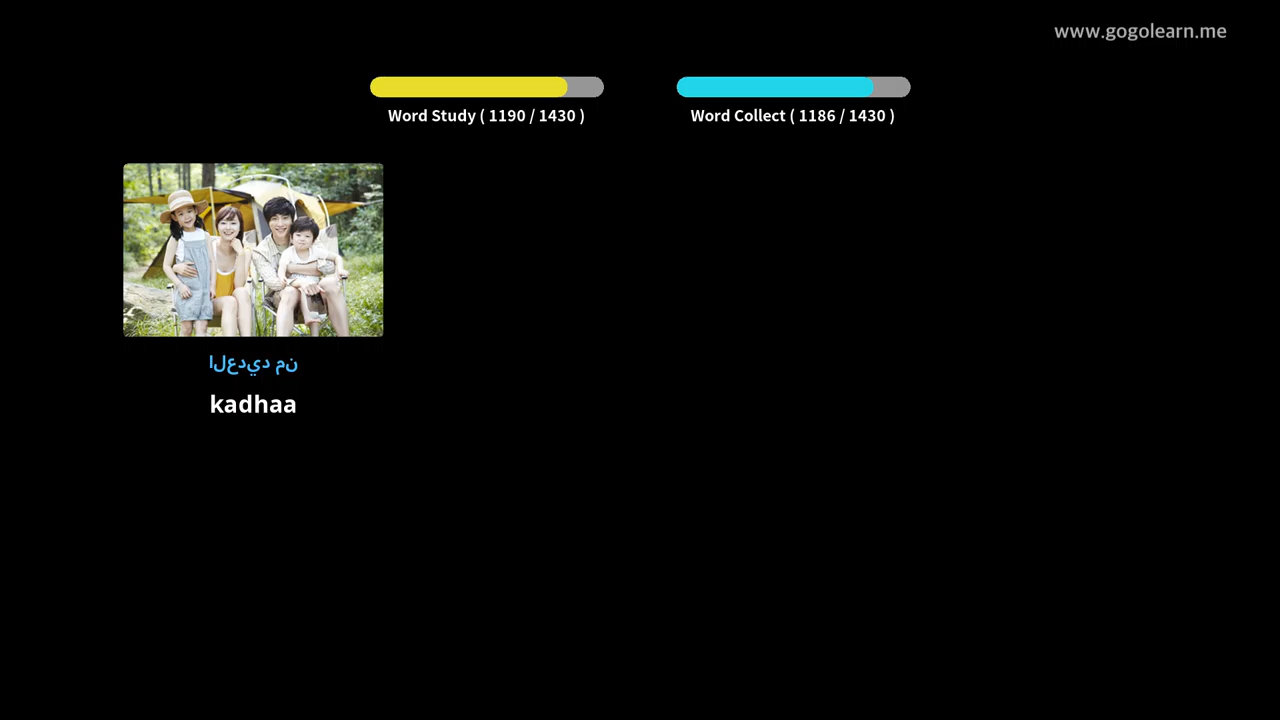 www.gogolearn.me
Word Study ( 1190 / 1430 )
Word Collect ( 1186 / 1430 )
العديد من
kadhaa